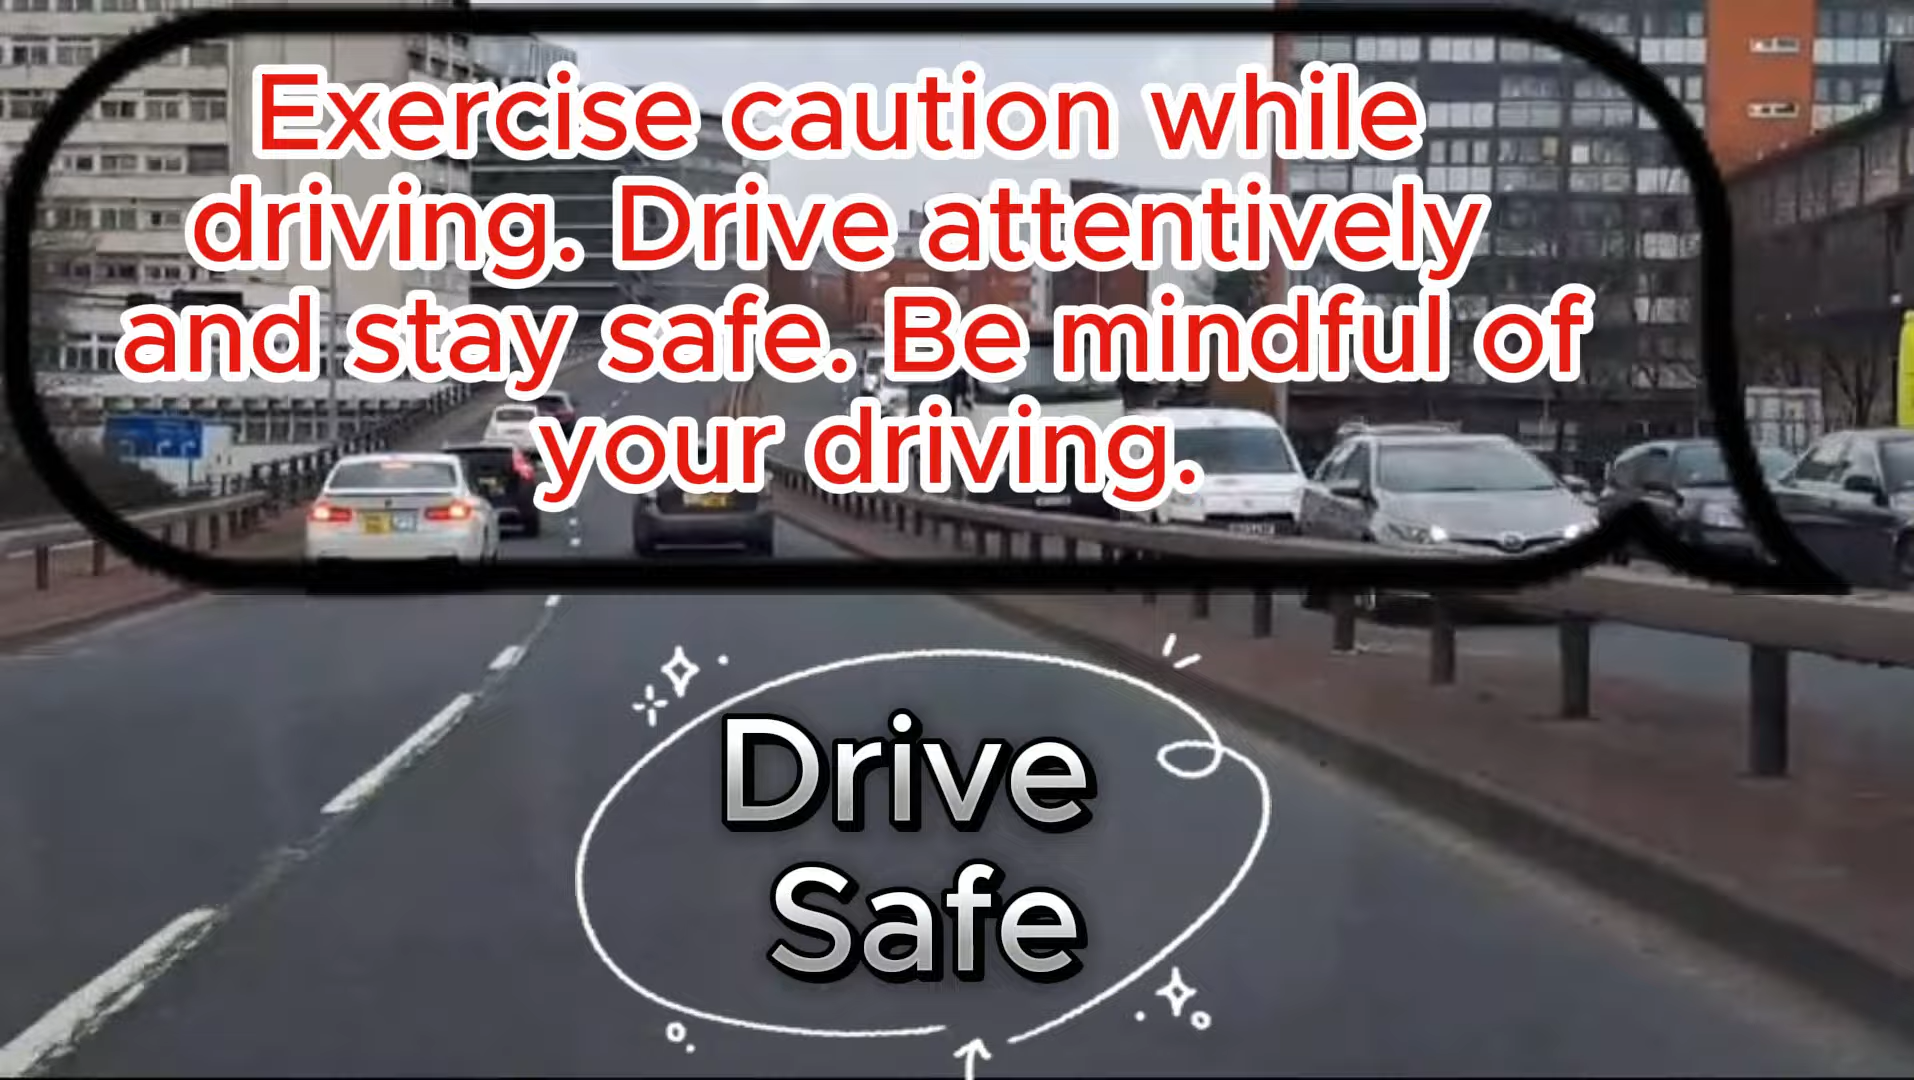 Exercise caution while
driving. Drive attentively
and stay safe. Be mindful of
your driving.
Drive
Safe